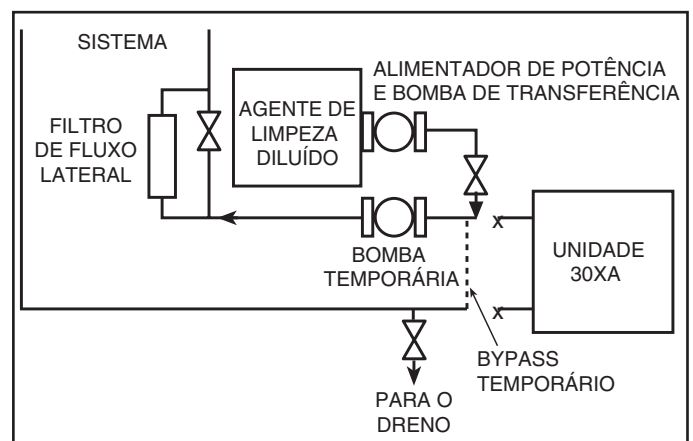 SISTEMA
ALIMENTADOR DE POTÊNCIA
E BOMBA DE TRANSFERÊNCIA
AGENTE DE
LIMPEZA
DILUÍDO
FILTRO
DE FLUXO
LATERAL
BOMBA
TEMPORÁRIA
X
UNIDADE
30XA
X
BYPASS
TEMPORÁRIO
PARA O
DRENO